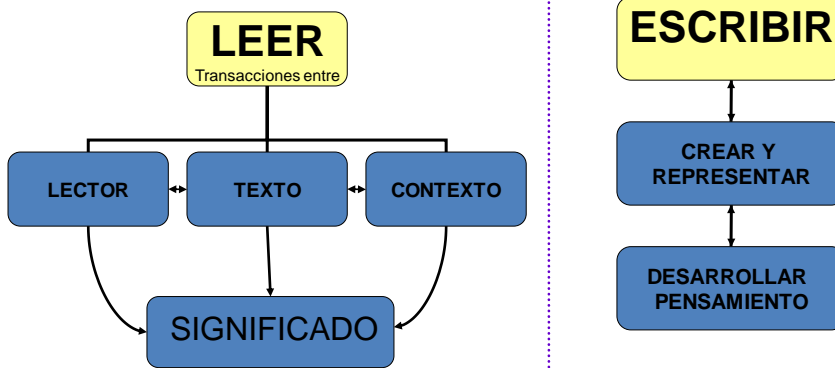 LEER
Transacciones entre
LECTOR
TEXTO
CONTEXTO
SIGNIFICADO
ESCRIBIR
CREAR Y
REPRESENTAR
DESARROLLAR
PENSAMIENTO